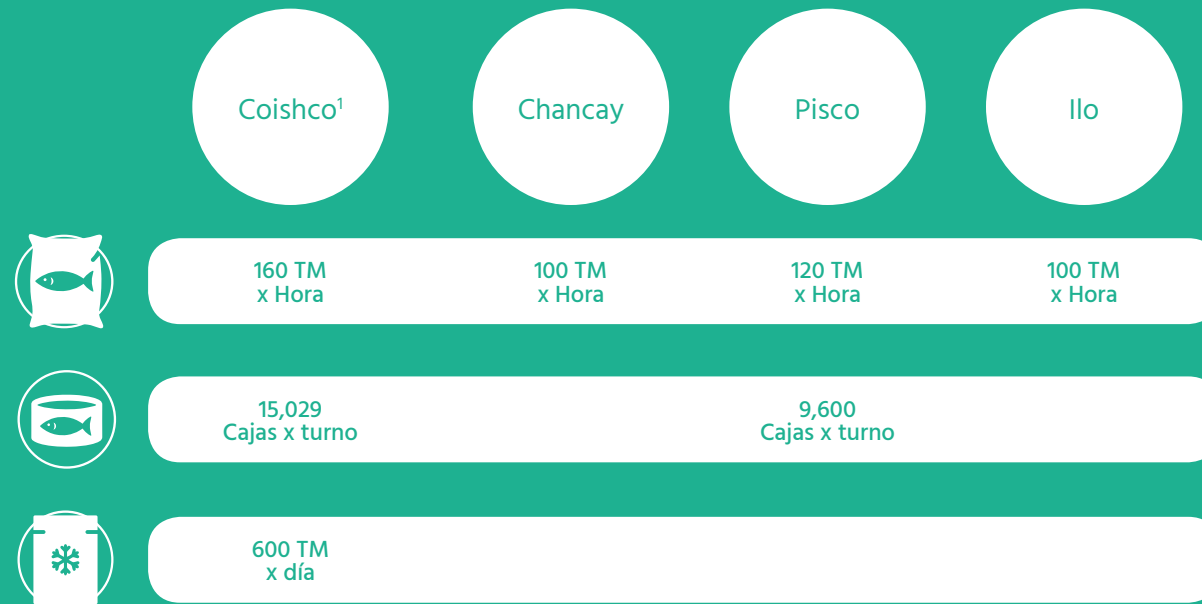 Coishco¹
Chancay
Pisco
Ilo
160 TM
x Hora
100 TM
x Hora
120 TM
x Hora
100 TM
x Hora
15,029
Cajas x turno
9,600
Cajas x turno
600 TM
x día